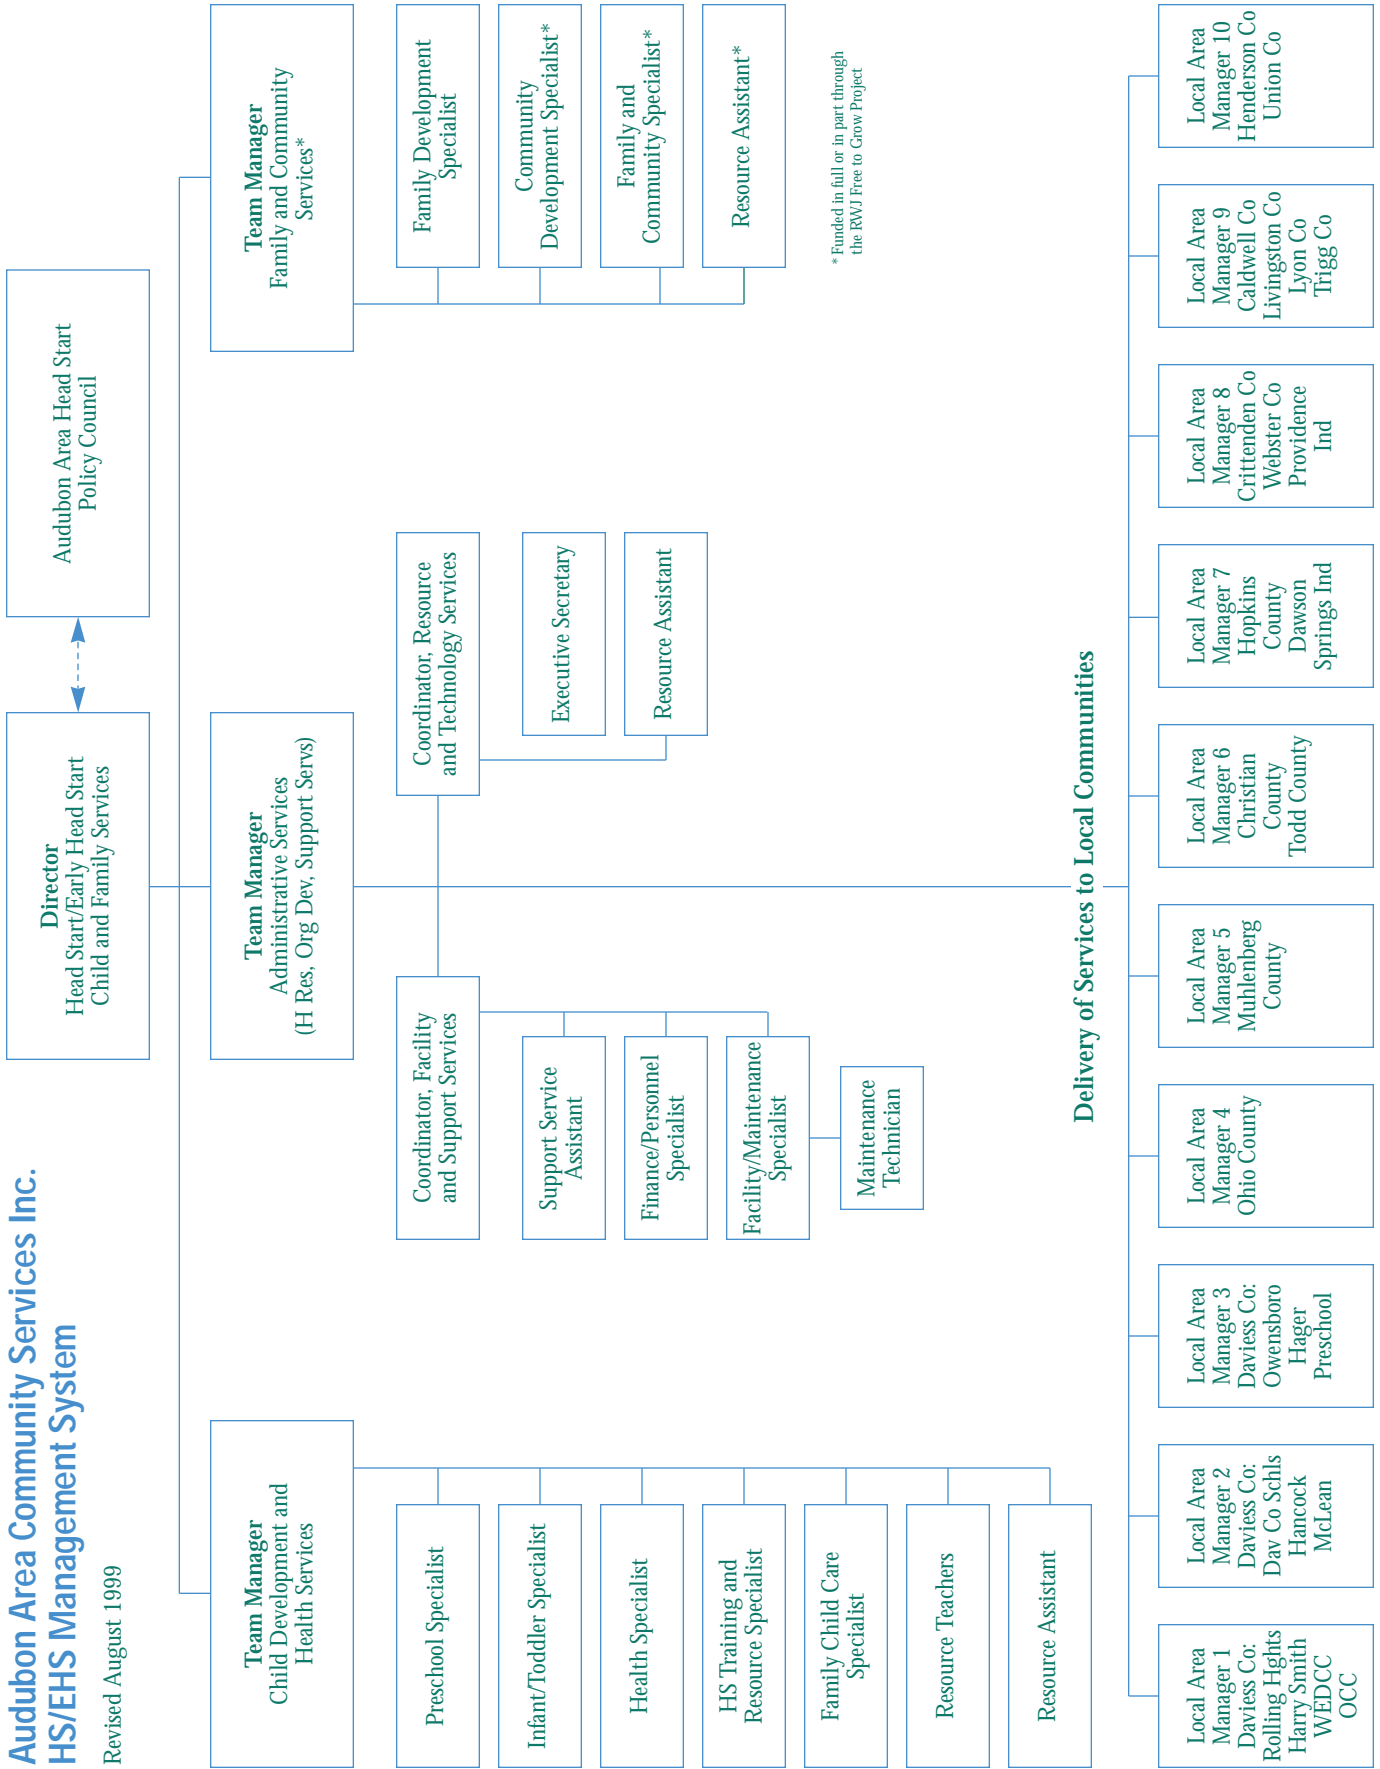 Audubon Area Community Services Inc.
HS/EHS Management System
Revised August 1999
Director
Head Start/Early Head Start
Child and Family Services
Audubon Area Head Start
Policy Council
Team Manager
Child Development and
Health Services
Team Manager
Administrative Services
(H Res, Org Dev, Support Servs)
Team Manager
Family and Community
Services*
Preschool Specialist
Infant/Toddler Specialist
Health Specialist
HS Training and
Resource Specialist
Family Child Care
Specialist
Resource Teachers
Resource Assistant
Coordinator, Facility
and Support Services
Support Service
Assistant
Finance/Personnel
Specialist
Facility/Maintenance
Specialist
Maintenance
Technician
Coordinator, Resource
and Technology Services
Executive Secretary
Resource Assistant
Family Development
Specialist
Community
Development Specialist*
Family and
Community Specialist*
Resource Assistant*
* Funded in full or in part through
the RWJ Free to Grow Project
Delivery of Services to Local Communities
Local Area
Manager 1
Daviess Co:
Rolling Hghts
Harry Smith
WEDCC
OCC
Local Area
Manager 2
Daviess Co:
Dav Co Schls
Hancock
McLean
Local Area
Manager 3
Daviess Co:
Owensboro
Hager
Preschool
Local Area
Manager 4
Ohio County
Local Area
Manager 5
Muhlenberg
County
Local Area
Manager 6
Christian
County
Todd County
Local Area
Manager 7
Hopkins
County
Dawson
Springs Ind
Local Area
Manager 8
Crittenden Co
Webster Co
Providence
Ind
Local Area
Manager 9
Caldwell Co
Livingston Co
Lyon Co
Trigg Co
Local Area
Manager 10
Henderson Co
Union Co